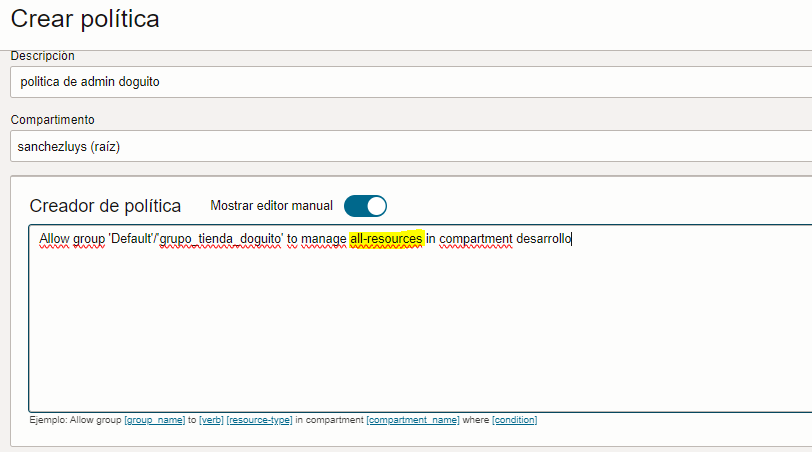 Crear política
Descripción
politica de admin doguito
Compartimento
sanchezluys (raíz)
Creador de política Mostrar editor manual
Allow group 'Default'/'grupo_tienda_doguito' to manage all-resources in compartment desarrollo
Ejemplo: Allow group [group_name] to [verb] [resource-type] in compartment [compartment_name] where [condition]